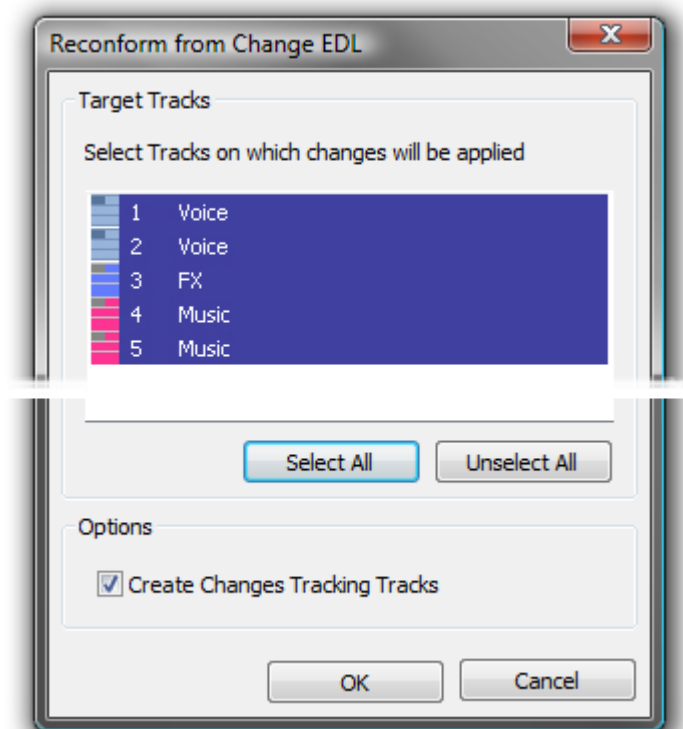 Reconform from Change EDL
Target Tracks
Select Tracks on which changes will be applied
1 Voice
2 Voice
3 FX
4 Music
5 Music
Select All Unselect All
Options
Create Changes Tracking Tracks
OK Cancel